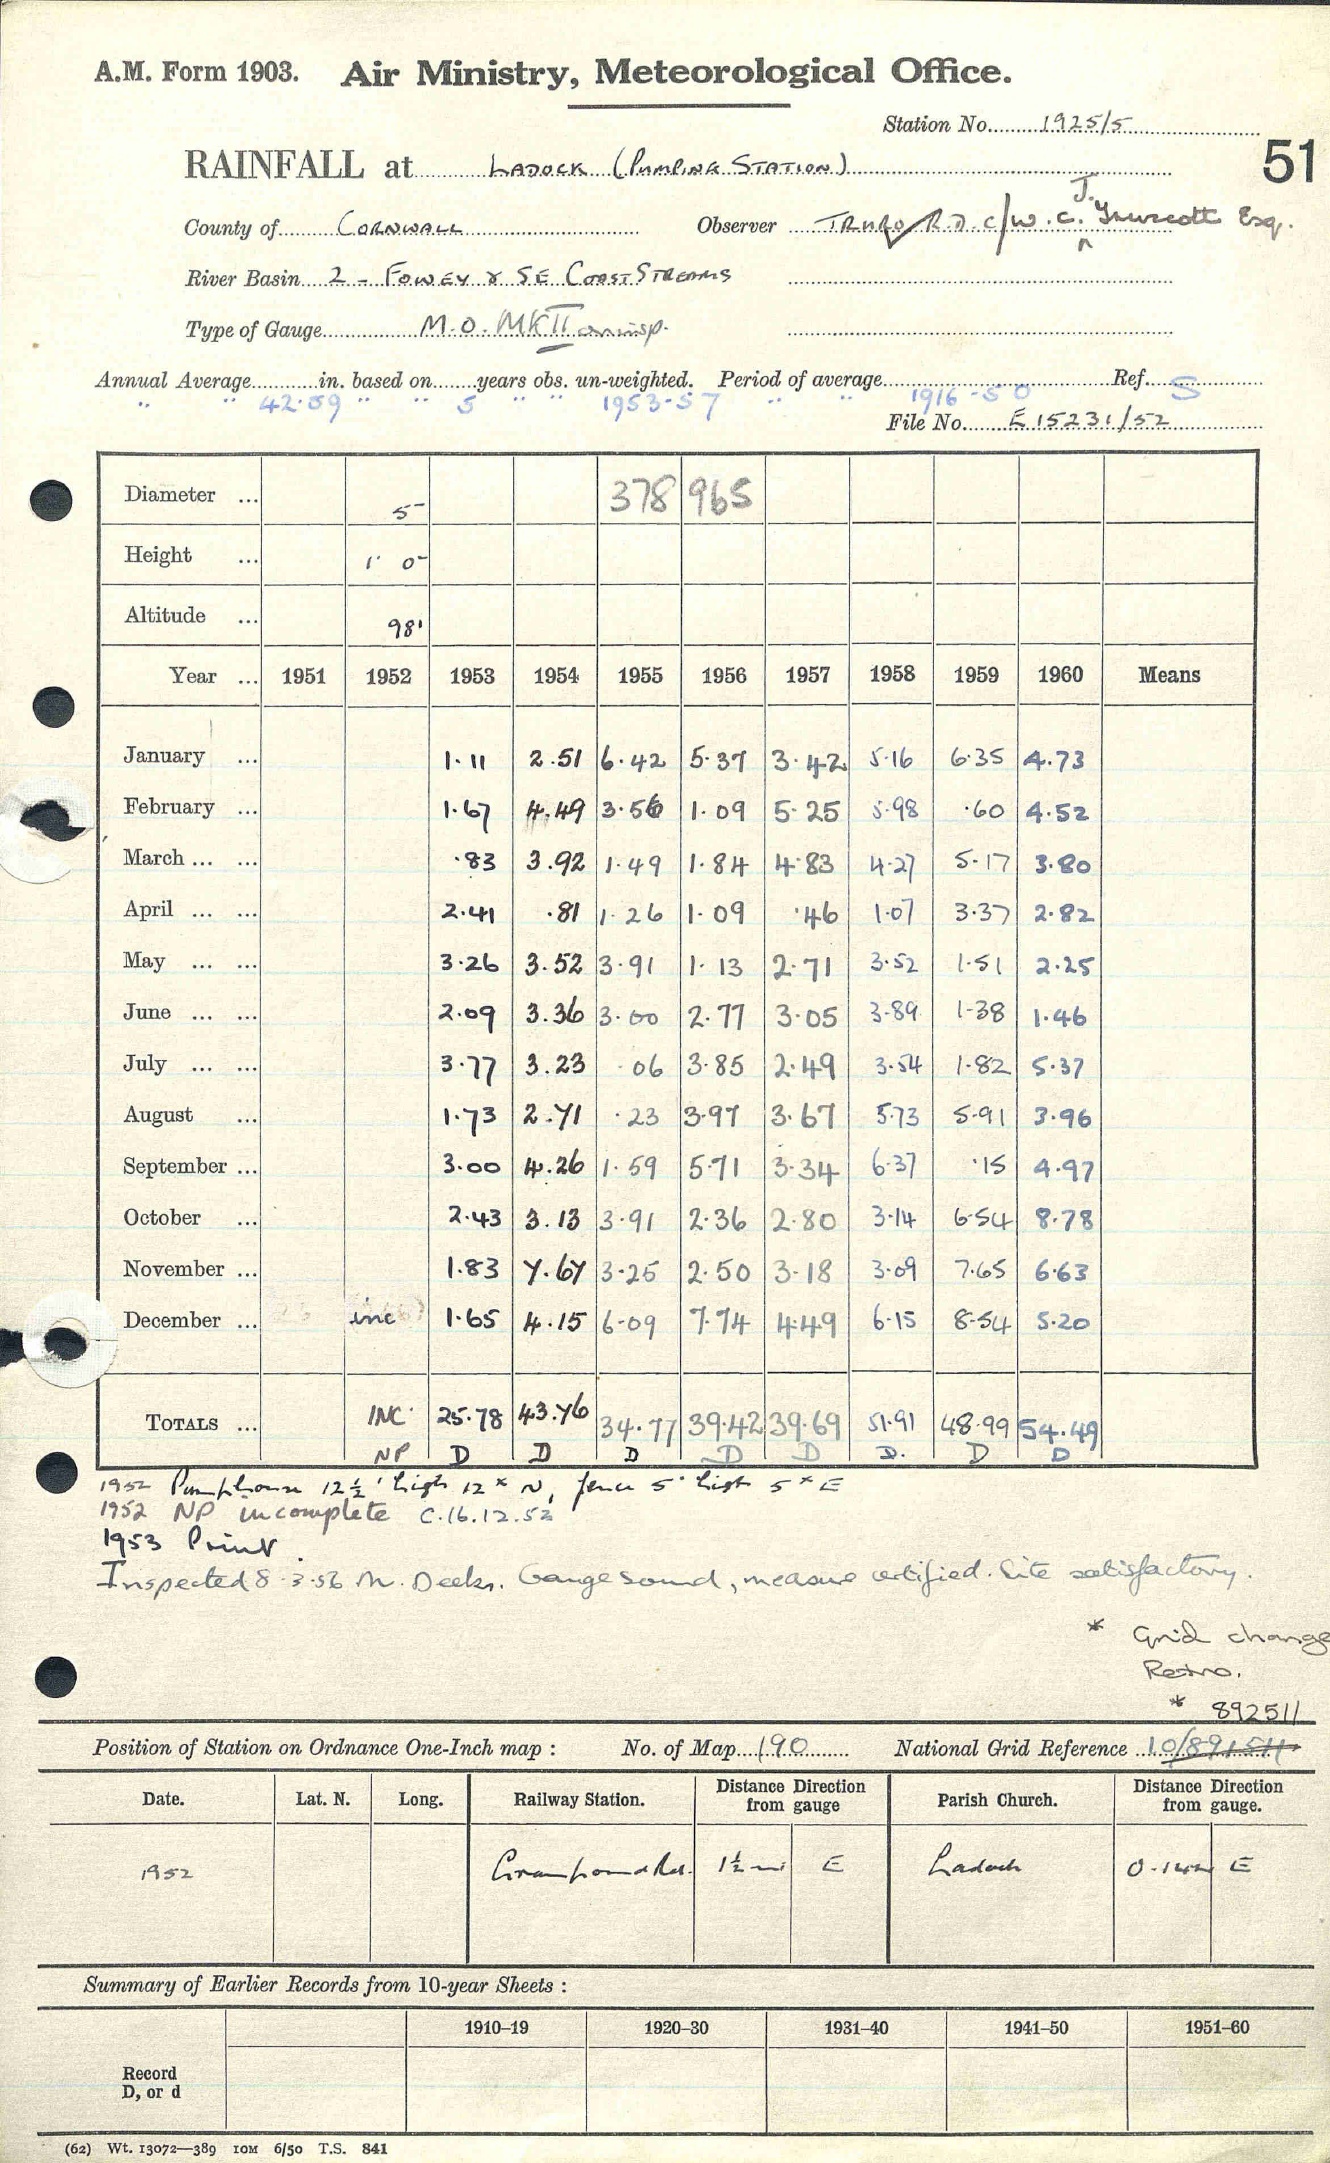 A.M. Form 1903. Air Ministry, Meteorological Office.
Station No. 1925/5
51
RAINFALL at LADOCK (PUMPING STATION)
County of CORNWALL Observer TRURO R.D. c/o W. C. J. Esq.
River Basin 2 - FOWEY & SE COAST STREAMS
Type of Gauge M.O. MK II on insp.
Annual Average in. based on years obs. un-weighted. Period of average Ref. S
" " 42.59 " " 5 " " 1953-57 " " 1916-50
File No. E 15231/52
Diameter ... 5" 378 965
Height ... 1' 0"
Altitude ... 98'
Year ... 1951 1952 1953 1954 1955 1956 1957 1958 1959 1960 Means
January ... 1.11 2.51 6.42 5.37 3.42 5.16 6.35 4.73
February ... 1.67 4.49 3.56 1.09 5.25 5.98 .60 4.52
March ... ... .83 3.92 1.49 1.84 4.83 4.27 5.17 3.80
April ... ... 2.41 .81 1.26 1.09 .46 1.07 3.37 2.82
May ... ... 3.26 3.52 3.91 1.13 2.71 3.52 1.51 2.25
June ... ... 2.09 3.36 3.00 2.77 3.05 3.89 1.38 1.46
July ... ... 3.77 3.23 .06 3.85 2.49 3.54 1.82 5.37
August ... 1.73 2.71 .23 3.97 3.67 5.73 5.91 3.96
September ... 3.00 4.26 1.59 5.71 3.34 6.37 .15 4.97
October ... 2.43 3.13 3.91 2.36 2.80 3.14 6.54 8.78
November ... 1.83 7.67 3.25 2.50 3.18 3.09 7.65 6.63
December ... inc 1.65 4.15 6.09 7.74 4.49 6.15 8.54 5.20
TOTALS ... INC. 25.78 43.76 34.77 39.42 39.69 51.91 48.99 54.49
NP D D D D D D. D D
1952 Pumphouse 12½' high 12x N, fence 5' high 5x E
1952 NP incomplete C.16.12.52
1953 Print.
Inspected 8.3.56 M. Deeks. Gauge sound, measure certified. Site satisfactory.
* Grid change
Retro.
* 892511
Position of Station on Ordnance One-Inch map : No. of Map 190 National Grid Reference 10/891511
Date. Lat. N. Long. Railway Station. Distance Direction from gauge Parish Church. Distance Direction from gauge.
1952 Grampound Rd. 1½ mi E Ladock E
Summary of Earlier Records from 10-year Sheets :
1910–19 1920–30 1931–40 1941–50 1951–60
Record
D, or d
(62) Wt. 13072—389 10M 6/50 T.S. 841